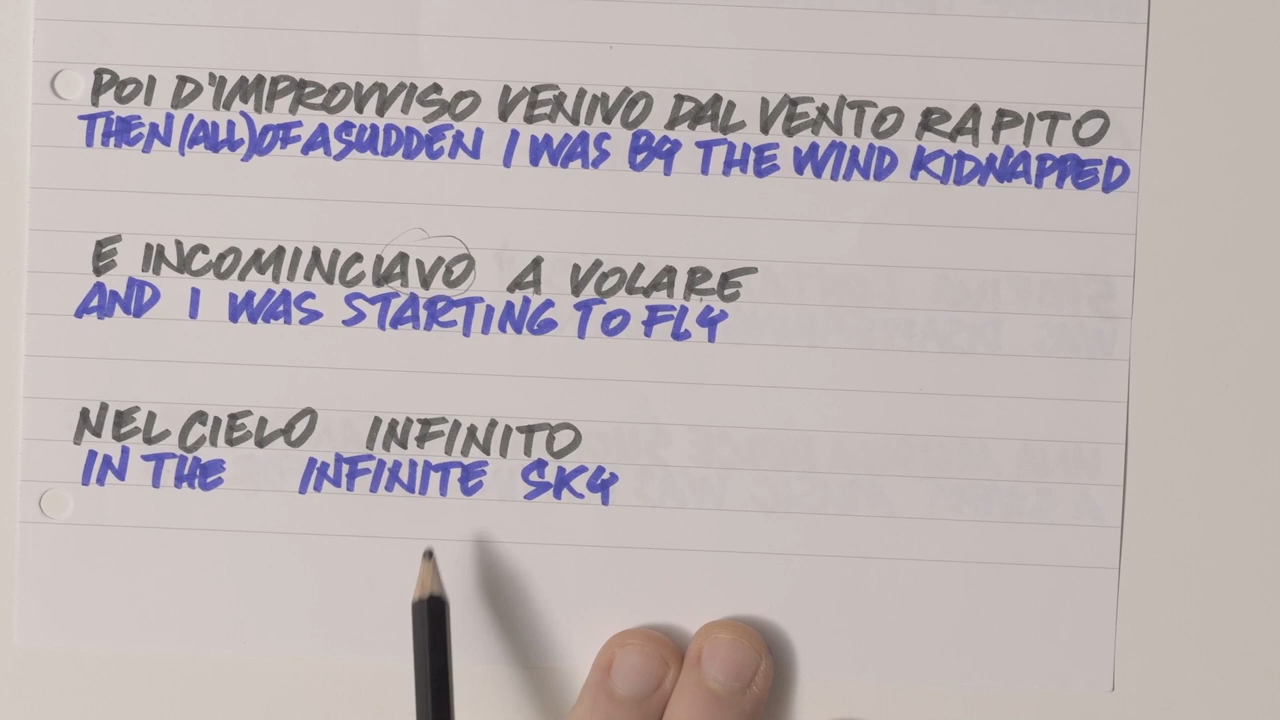 POI D'IMPROVVISO VENIVO DAL VENTO RAPITO
THEN (ALL) OF A SUDDEN I WAS BY THE WIND KIDNAPPED
E INCOMINCIAVO A VOLARE
AND I WAS STARTING TO FLY
NEL CIELO INFINITO
IN THE INFINITE SKY